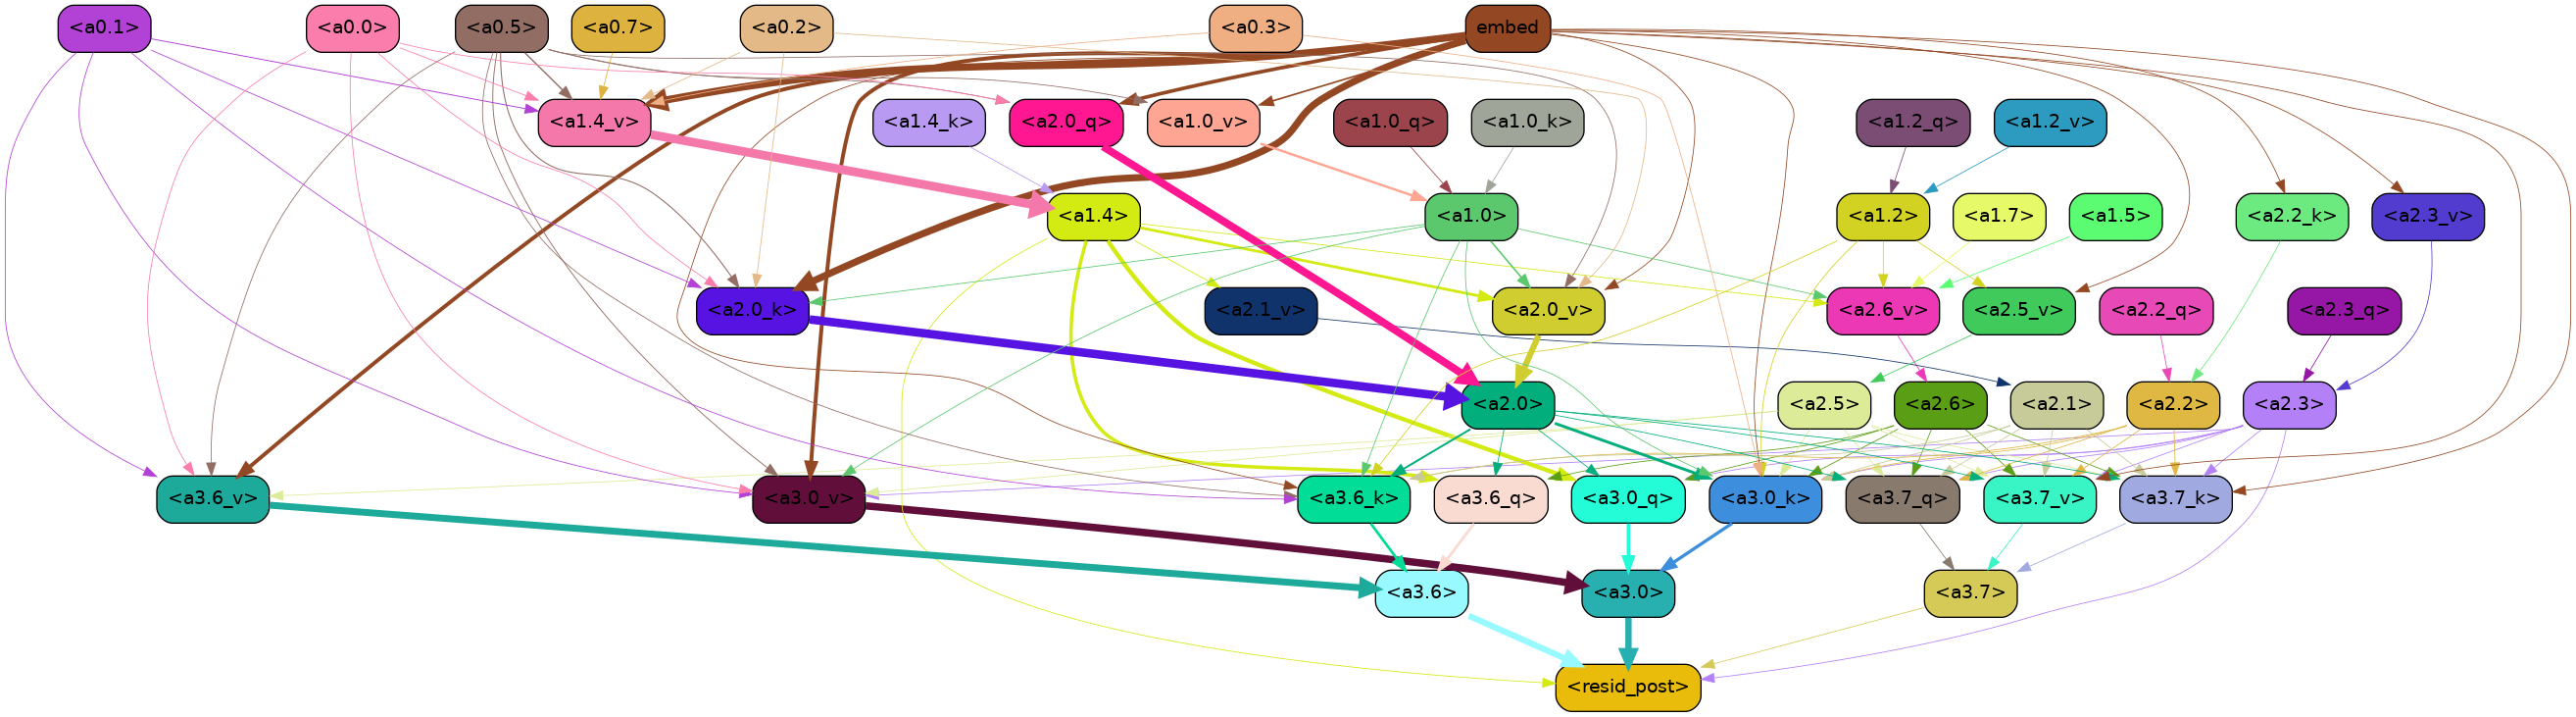 <a0.1> <a0.0> <a0.5> <a0.7> <a0.2> <a0.3> embed
<a1.4_v> <a1.4_k> <a2.0_q> <a1.0_v> <a1.0_q> <a1.0_k> <a1.2_q> <a1.2_v>
<a1.4> <a1.0> <a1.2> <a1.7> <a1.5> <a2.2_k> <a2.3_v>
<a2.0_k> <a2.1_v> <a2.0_v> <a2.6_v> <a2.5_v> <a2.2_q> <a2.3_q>
<a2.0> <a2.5> <a2.6> <a2.1> <a2.2> <a2.3>
<a3.6_v> <a3.0_v> <a3.6_k> <a3.6_q> <a3.0_q> <a3.0_k> <a3.7_q> <a3.7_v> <a3.7_k>
<a3.6> <a3.0> <a3.7>
<resid_post>